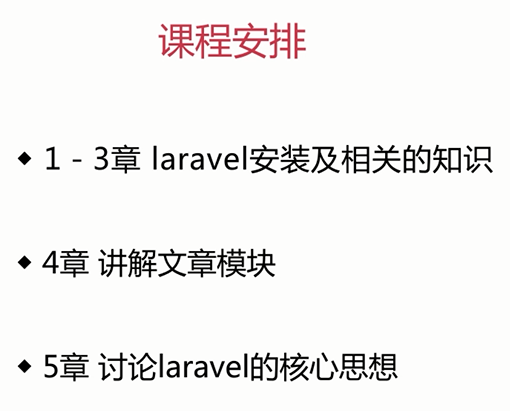 课程安排
◆ 1 - 3章 laravel安装及相关的知识
◆ 4章 讲解文章模块
◆ 5章 讨论laravel的核心思想